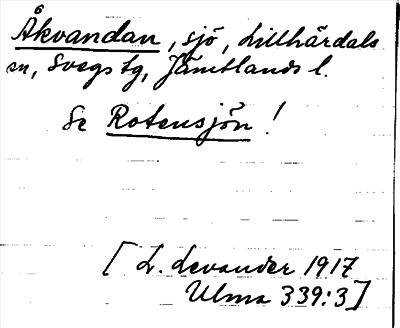 Åkvandan, sjö, Lillhärdals
sn, Svegs tg, Jämtlands l.
Se Rotensjön!
[L. Levander 1917
Ulma 339:3]